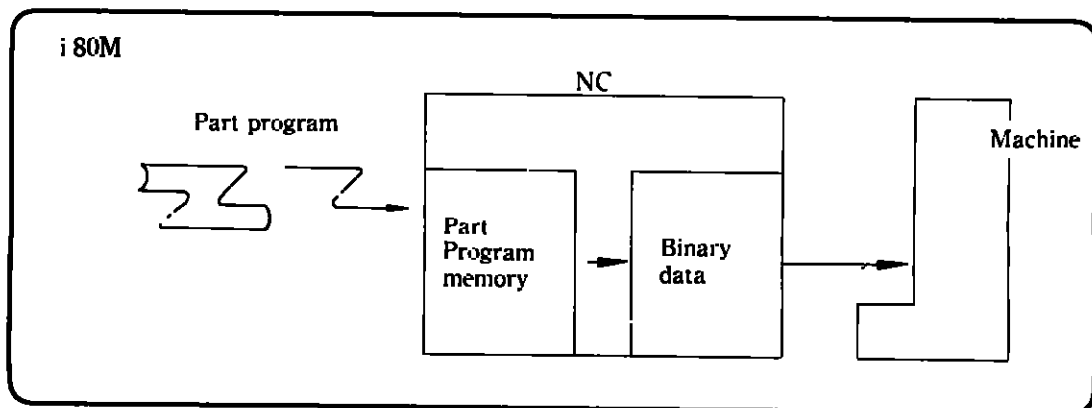 i 80M
NC
Part program
Machine
Part
Program
memory
Binary
data